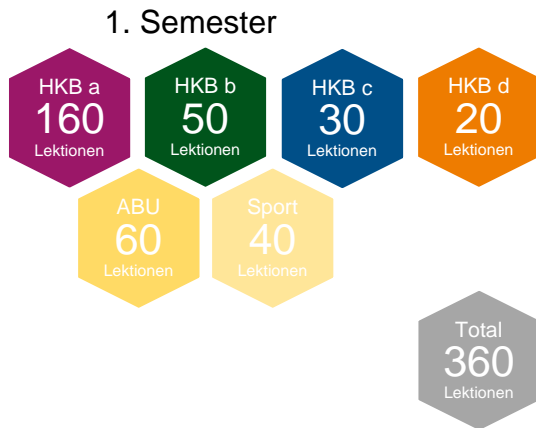 1. Semester
HKB a
160
Lektionen
HKB b
50
Lektionen
HKB c
30
Lektionen
HKB d
20
Lektionen
ABU
60
Lektionen
Sport
40
Lektionen
Total
360
Lektionen